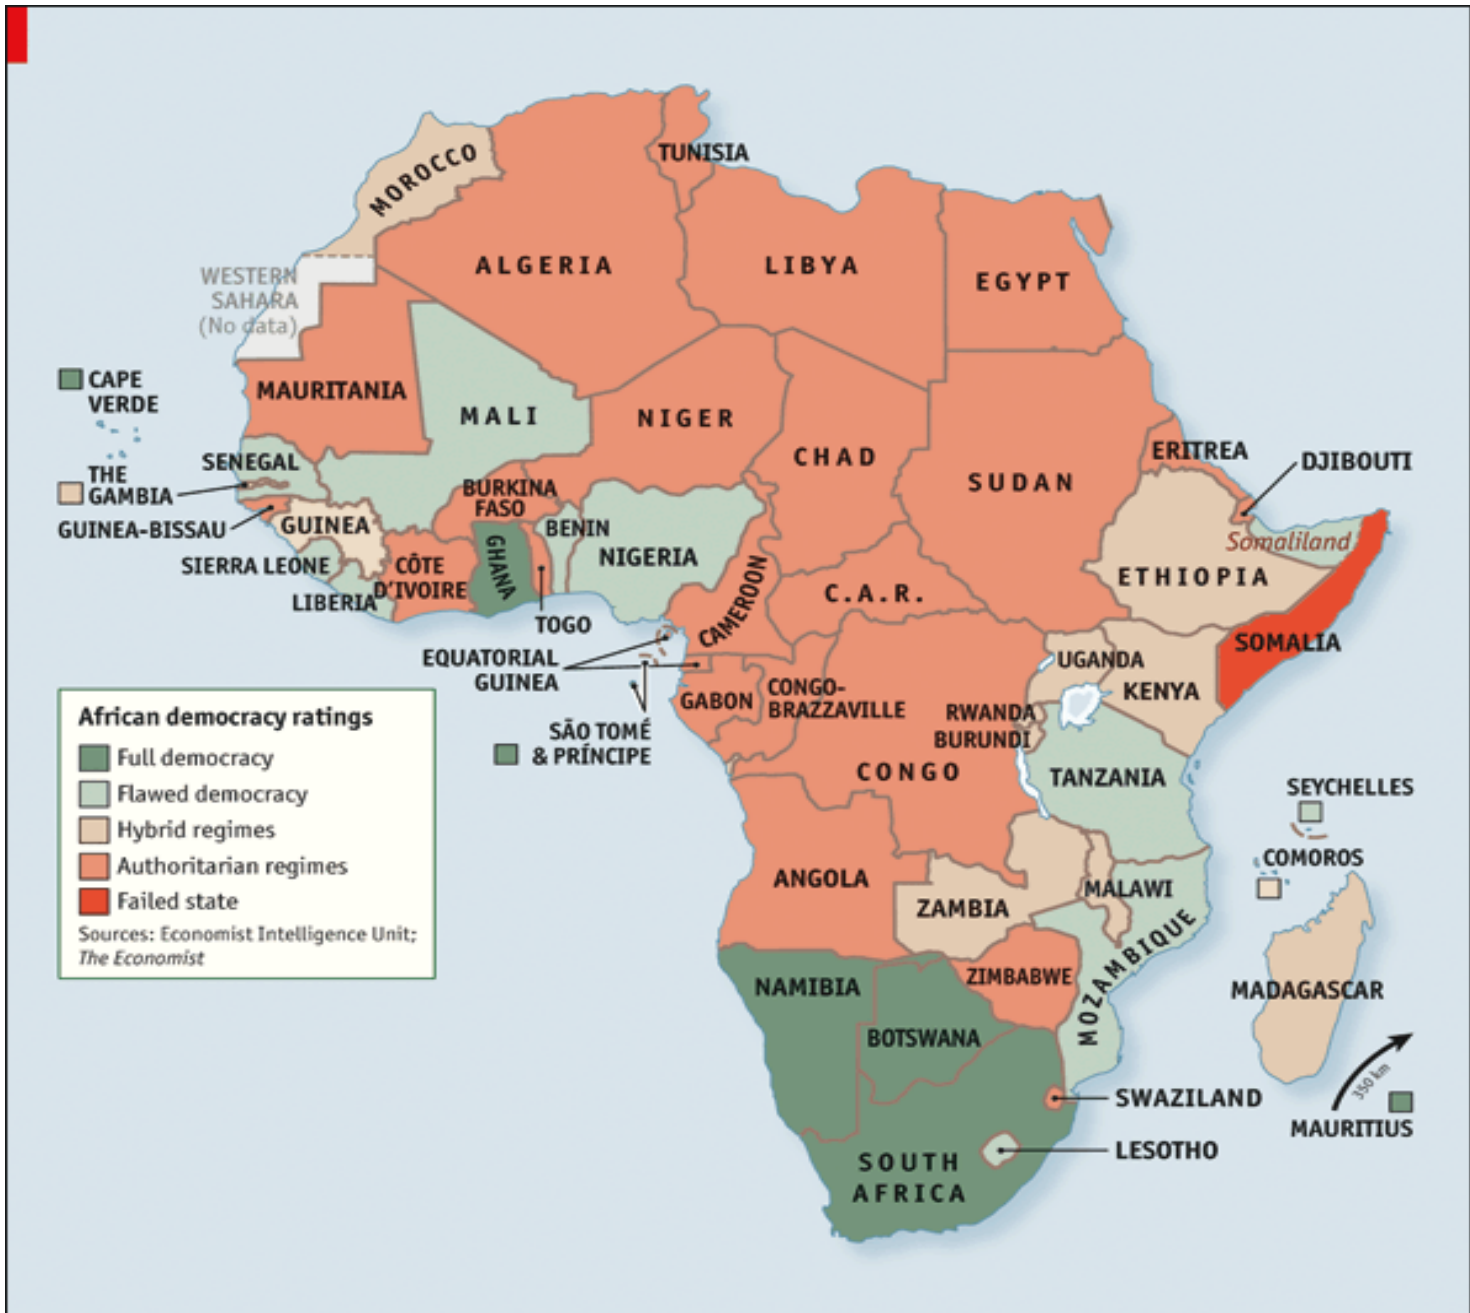 MOROCCO
TUNISIA
ALGERIA
LIBYA
EGYPT
WESTERN
SAHARA
(No data)
MAURITANIA
MALI
NIGER
CHAD
SUDAN
ERITREA
DJIBOUTI
CAPE
VERDE
SENEGAL
THE
GAMBIA
GUINEA-BISSAU
GUINEA
SIERRA LEONE
LIBERIA
CÔTE
D'IVOIRE
BURKINA
FASO
GHANA
BENIN
TOGO
NIGERIA
CAMEROON
C.A.R.
ETHIOPIA
Somaliland
SOMALIA
EQUATORIAL
GUINEA
SÃO TOMÉ
& PRÍNCIPE
GABON
CONGO-
BRAZZAVILLE
CONGO
UGANDA
KENYA
RWANDA
BURUNDI
TANZANIA
SEYCHELLES
COMOROS
ANGOLA
ZAMBIA
MALAWI
MOZAMBIQUE
ZIMBABWE
MADAGASCAR
NAMIBIA
BOTSWANA
SWAZILAND
LESOTHO
SOUTH
AFRICA
350 km
MAURITIUS
African democracy ratings
Full democracy
Flawed democracy
Hybrid regimes
Authoritarian regimes
Failed state
Sources: Economist Intelligence Unit;
The Economist